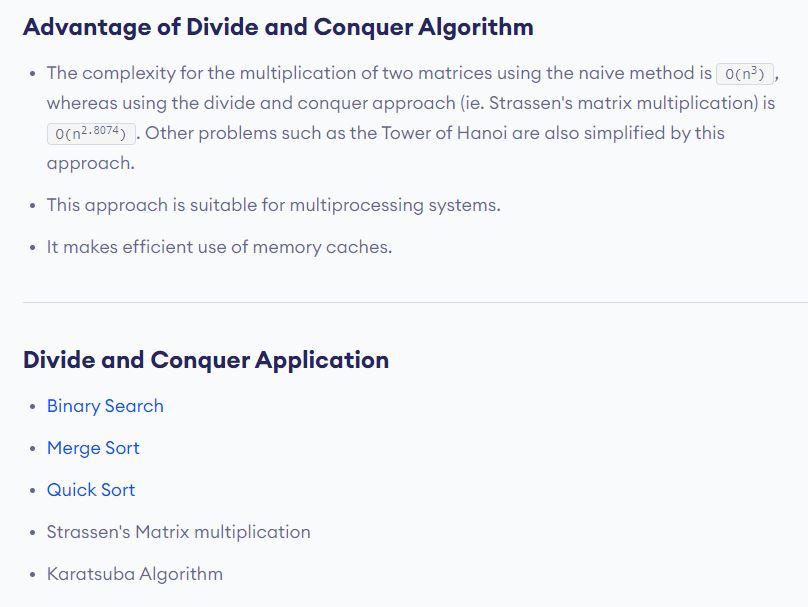 Advantage of Divide and Conquer Algorithm
• The complexity for the multiplication of two matrices using the naive method is O(n³),
whereas using the divide and conquer approach (ie. Strassen's matrix multiplication) is
O(n²·⁸⁰⁷⁴). Other problems such as the Tower of Hanoi are also simplified by this
approach.
• This approach is suitable for multiprocessing systems.
• It makes efficient use of memory caches.
Divide and Conquer Application
• Binary Search
• Merge Sort
• Quick Sort
• Strassen's Matrix multiplication
• Karatsuba Algorithm